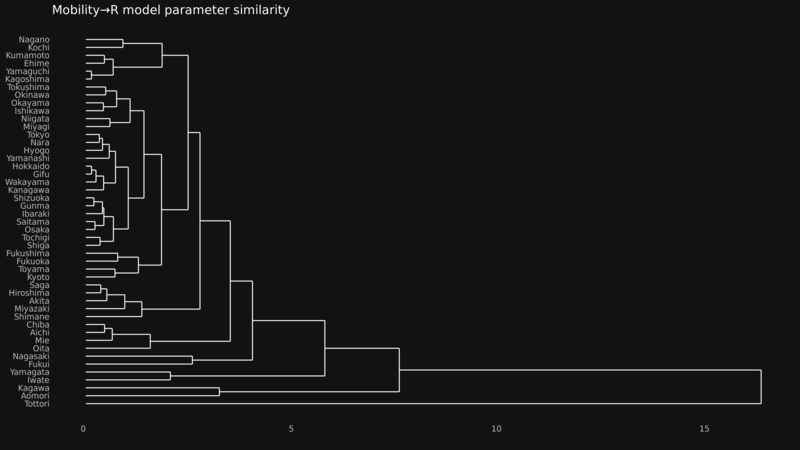 Mobility→R model parameter similarity
Nagano
Kochi
Kumamoto
Ehime
Yamaguchi
Kagoshima
Tokushima
Okinawa
Okayama
Ishikawa
Niigata
Miyagi
Tokyo
Nara
Hyogo
Yamanashi
Hokkaido
Gifu
Wakayama
Kanagawa
Shizuoka
Gunma
Ibaraki
Saitama
Osaka
Tochigi
Shiga
Fukushima
Fukuoka
Toyama
Kyoto
Saga
Hiroshima
Akita
Miyazaki
Shimane
Chiba
Aichi
Mie
Oita
Nagasaki
Fukui
Yamagata
Iwate
Kagawa
Aomori
Tottori
0 5 10 15